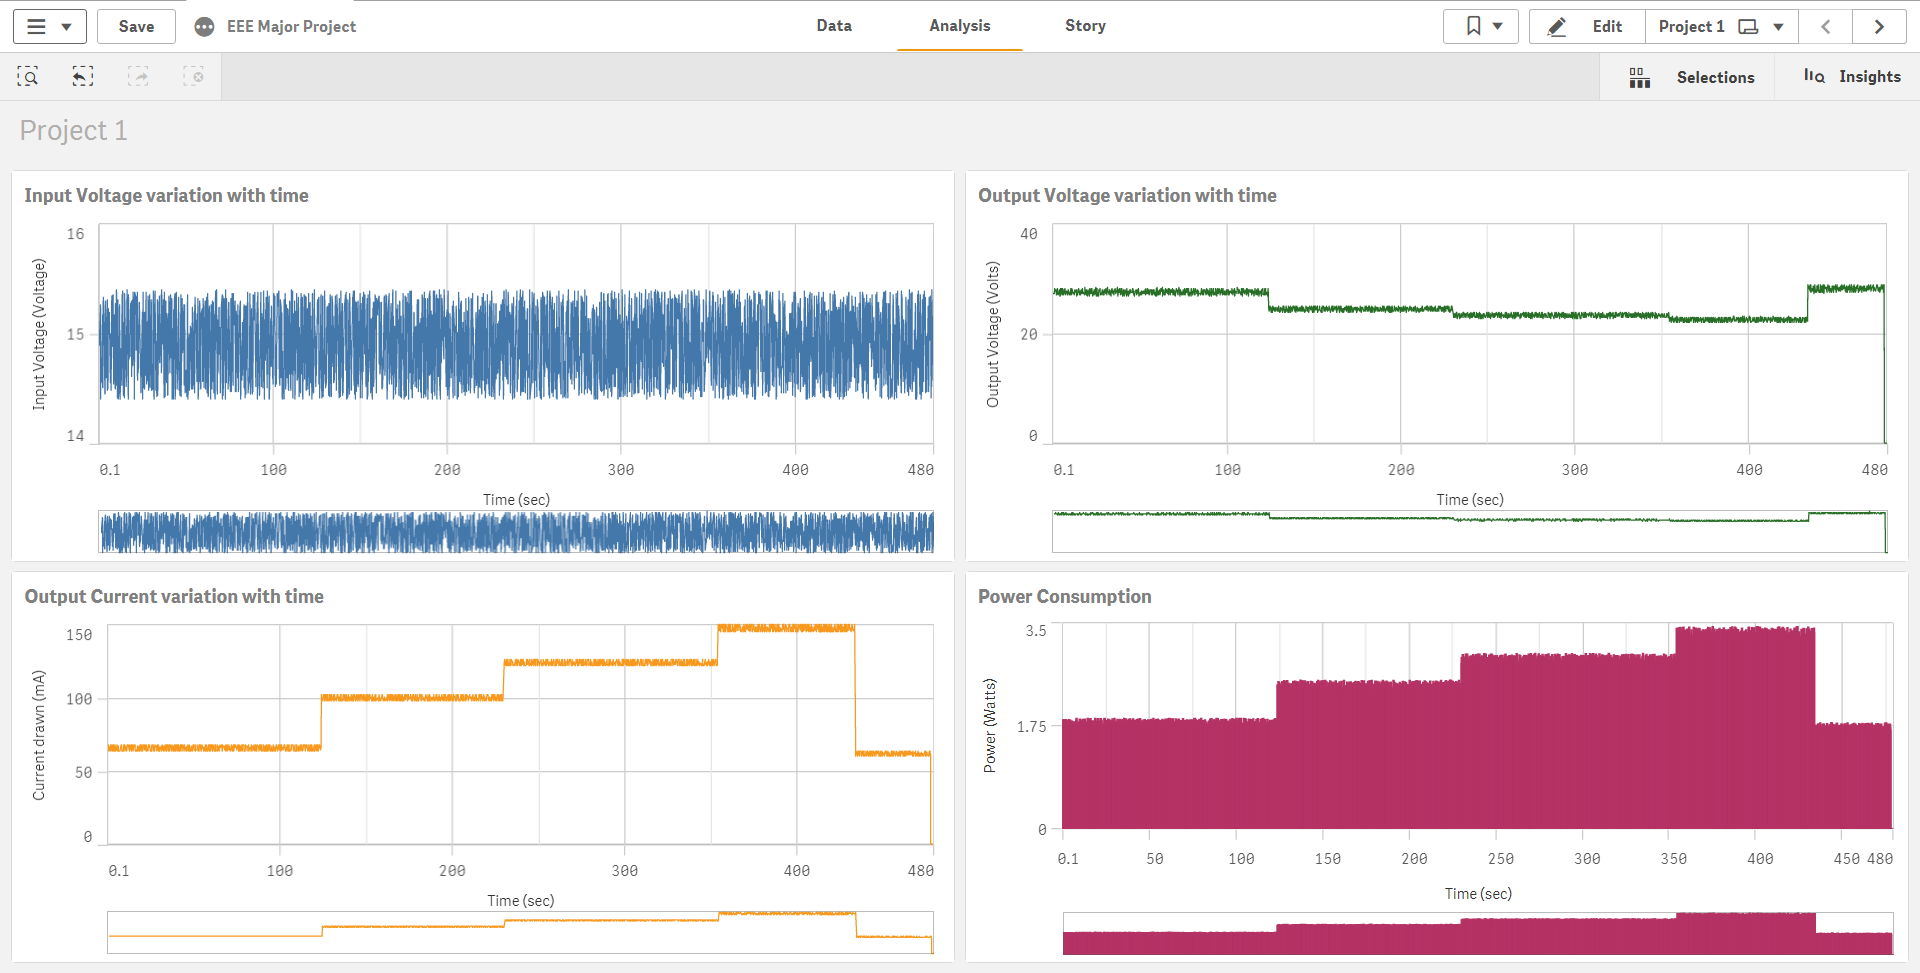 Save
EEE Major Project
Data
Analysis
Story
Edit
Project 1
Selections
Insights
Project 1
Input Voltage variation with time
Input Voltage (Voltage)
16
15
14
0.1 100 200 300 400 480
Time (sec)
Output Voltage variation with time
Output Voltage (Volts)
40
20
0
0.1 100 200 300 400 480
Time (sec)
Output Current variation with time
Current drawn (mA)
150
100
50
0
0.1 100 200 300 400 480
Time (sec)
Power Consumption
Power (Watts)
3.5
1.75
0
0.1 50 100 150 200 250 300 350 400 450 480
Time (sec)